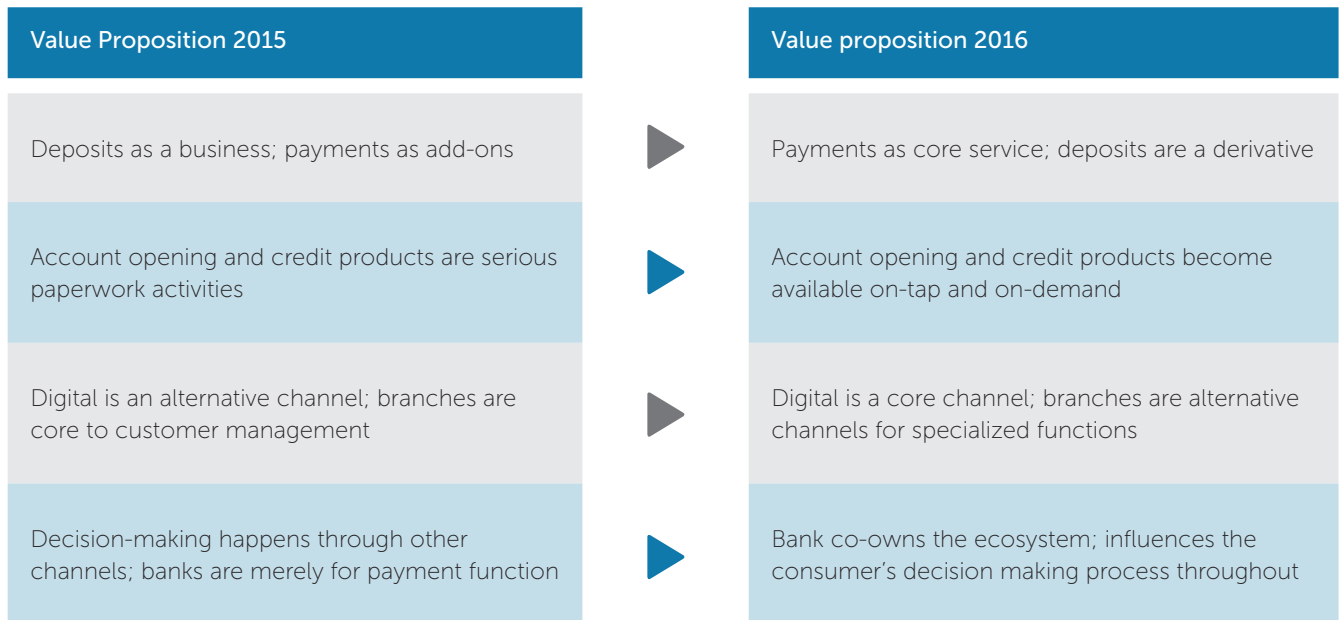 Value Proposition 2015
Value proposition 2016
Deposits as a business; payments as add-ons
Payments as core service; deposits are a derivative
Account opening and credit products are serious
paperwork activities
Account opening and credit products become
available on-tap and on-demand
Digital is an alternative channel; branches are
core to customer management
Digital is a core channel; branches are alternative
channels for specialized functions
Decision-making happens through other
channels; banks are merely for payment function
Bank co-owns the ecosystem; influences the
consumer’s decision making process throughout